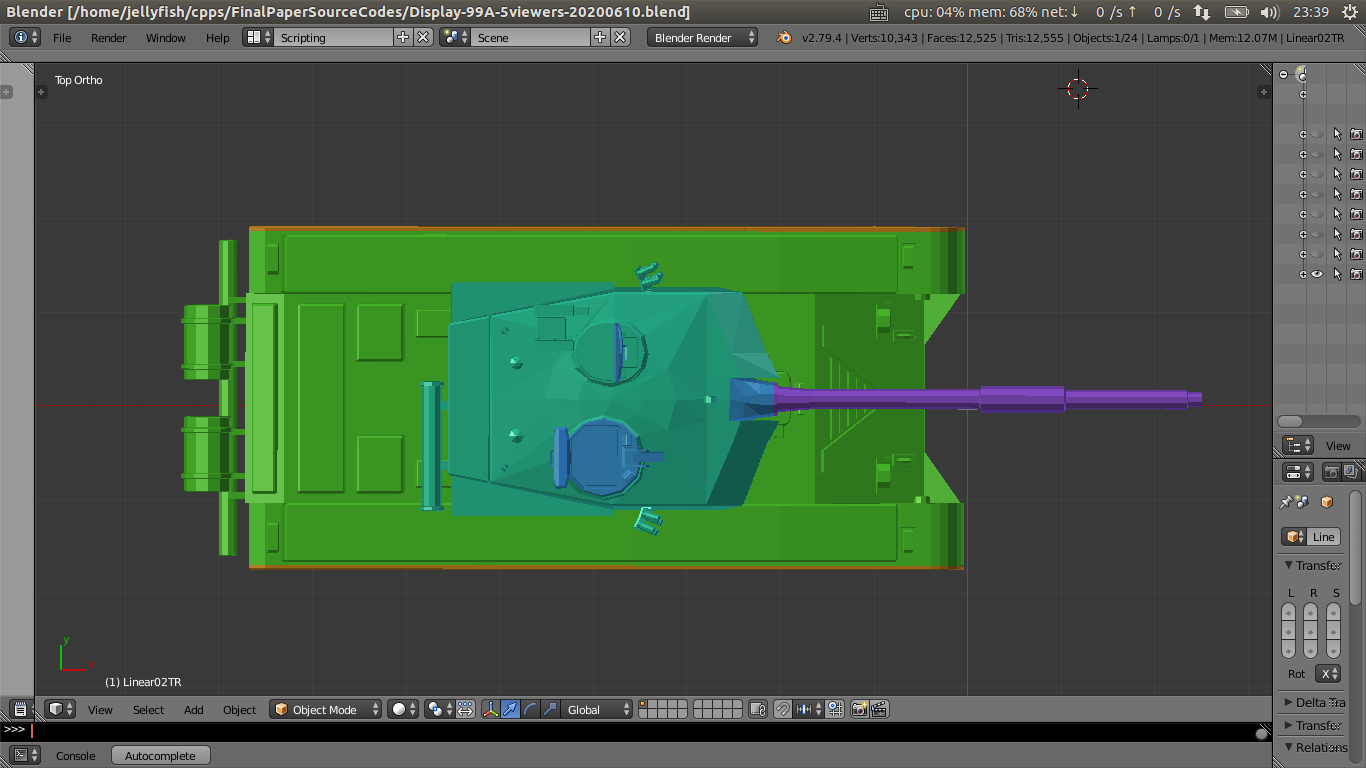 Blender [/home/jellyfish/cpps/FinalPaperSourceCodes/Display-99A-5viewers-20200610.blend]
cpu: 04% mem: 68% net:↓ 0 /s ↑ 0 /s 23:39
File Render Window Help Scripting Scene Blender Render v2.79.4 | Verts:10,343 | Faces:12,525 | Tris:12,555 | Objects:1/24 | Lamps:0/1 | Mem:12.07M | Linear02TR
Top Ortho
View
Line
Transfor
L R S
y
x
(1) Linear02TR
Rot X
Delta Tra
Transfor
Relations
View Select Add Object Object Mode Global
>>>
Console Autocomplete